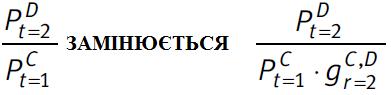 P^D_{t=2} / P^C_{t=1} ЗАМІНЮЄТЬСЯ P^D_{t=2} / P^C_{t=1} · g^{C,D}_{r=2}